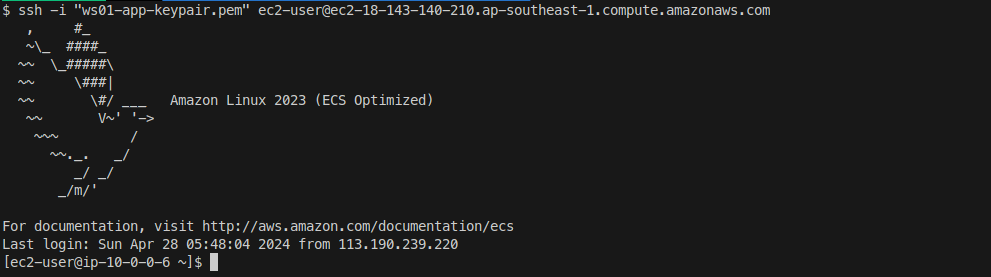 $ ssh -i "ws01-app-keypair.pem" ec2-user@ec2-18-143-140-210.ap-southeast-1.compute.amazonaws.com
   ,     #_
   ~\_  ####_
  ~~  \_#####\
  ~~     \###|
  ~~       \#/ ___   Amazon Linux 2023 (ECS Optimized)
   ~~       V~' '->
    ~~~         /
      ~~._.   _/
         _/ _/
       _/m/'
For documentation, visit http://aws.amazon.com/documentation/ecs
Last login: Sun Apr 28 05:48:04 2024 from 113.190.239.220
[ec2-user@ip-10-0-0-6 ~]$